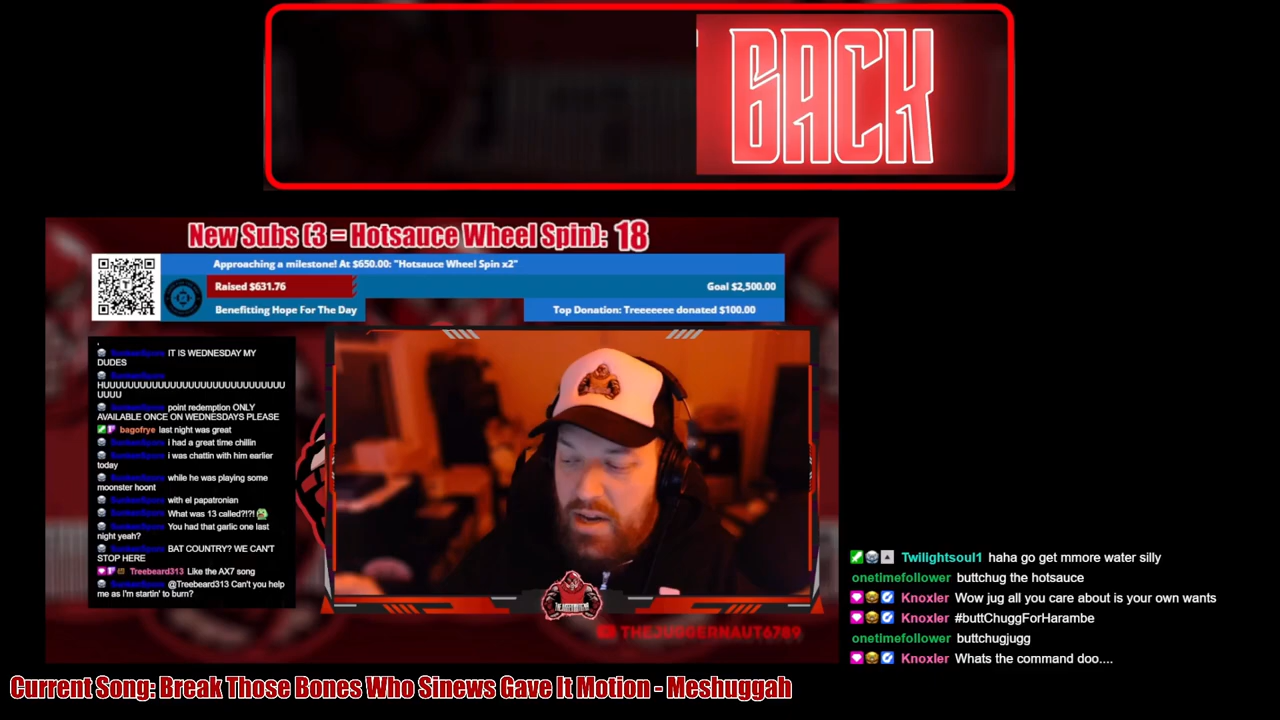 BACK
New Subs (3 = Hotsauce Wheel Spin): 18
Approaching a milestone! At $650.00: "Hotsauce Wheel Spin x2"
Raised $631.76
Goal $2,500.00
Benefitting Hope For The Day
Top Donation: Treeeeeee donated $100.00
IT IS WEDNESDAY MY
DUDES
HUUUUUUUUUUUUUUUUUUUUUUUUUUUUUU
UUUU
point redemption ONLY
AVAILABLE ONCE ON WEDNESDAYS PLEASE
bagofrye last night was great
i had a great time chillin
i was chattin with him earlier
today
while he was playing some
moonster hoont
with el papatronian
What was 13 called?!?!
You had that garlic one last
night yeah?
BAT COUNTRY? WE CAN'T
STOP HERE
Treebeard313 Like the AX7 song
@Treebeard313 Can't you help
me as I'm startin' to burn?
THEJUGGERNAUT6789
Twilightsoul1 haha go get mmore water silly
onetimefollower buttchug the hotsauce
Knoxler Wow jug all you care about is your own wants
Knoxler #buttChuggForHarambe
onetimefollower buttchugjugg
Knoxler Whats the command doo....
Current Song: Break Those Bones Who Sinews Gave It Motion - Meshuggah